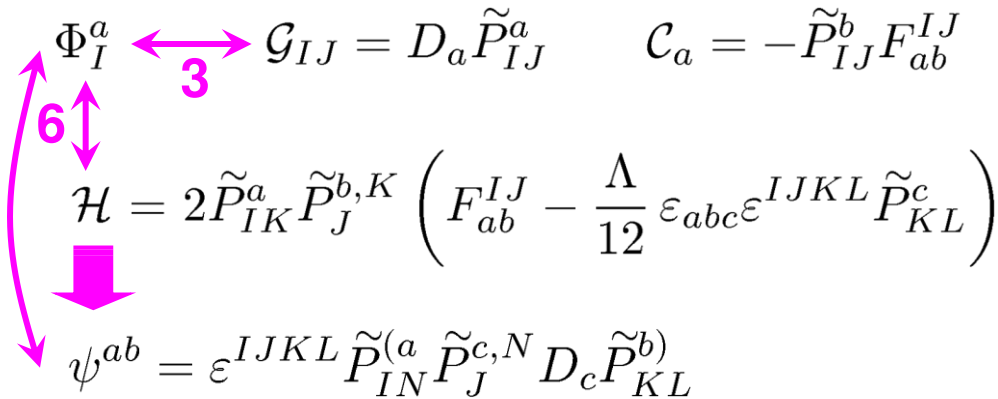 Φ^a_I 3 𝒢_{IJ} = D_a P̃^a_{IJ} 𝒞_a = −P̃^b_{IJ} F^{IJ}_{ab}
6
ℋ = 2P̃^a_{IK} P̃^{b,K}_J ( F^{IJ}_{ab} − Λ/12 ε_{abc} ε^{IJKL} P̃^c_{KL} )
ψ^{ab} = ε^{IJKL} P̃^{(a}_{IN} P̃^{c,N}_J D_c P̃^{b)}_{KL}